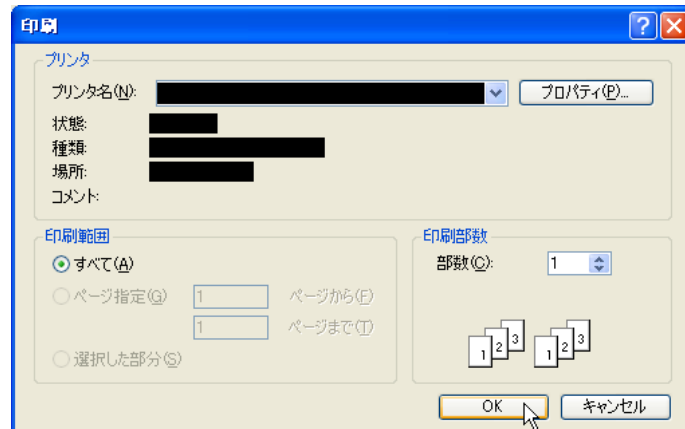 印刷
プリンタ
プリンタ名(N):
プロパティ(P)...
状態:
種類:
場所:
コメント:
印刷範囲
すべて(A)
ページ指定(G) 1 ページから(F)
1 ページまで(T)
選択した部分(S)
印刷部数
部数(C): 1
1 2 3 1 2 3
OK キャンセル